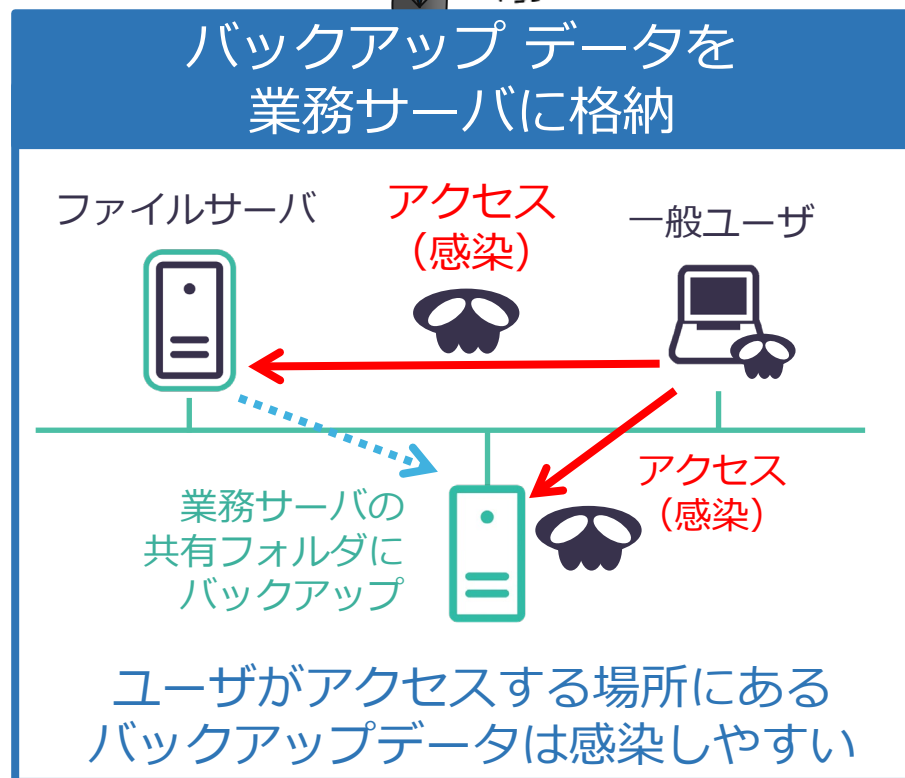 バックアップ データを
業務サーバに格納
ファイルサーバ
アクセス
（感染）
一般ユーザ
アクセス
（感染）
業務サーバの
共有フォルダに
バックアップ
ユーザがアクセスする場所にある
バックアップデータは感染しやすい